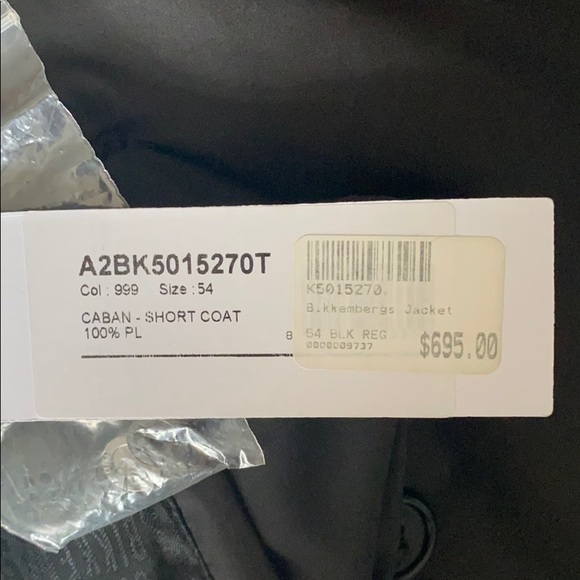 A2BK5015270T
Col : 999 Size : 54
CABAN - SHORT COAT
100% PL
8
K5015270.
Bikkembergs Jacket
54 BLK REG
0000009737
$695.00